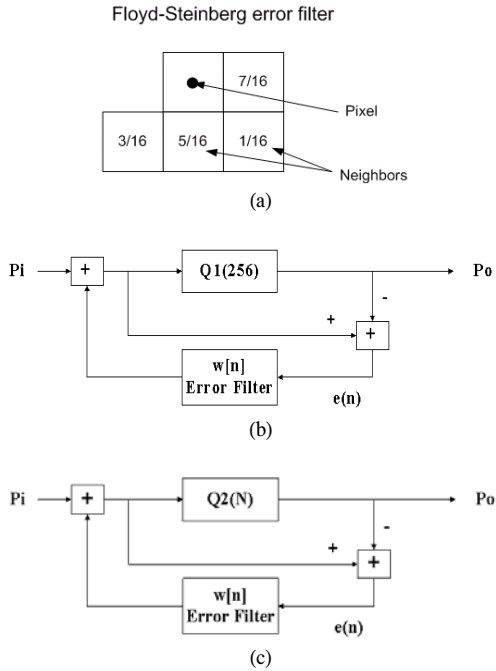 Floyd-Steinberg error filter
7/16
Pixel
3/16 5/16 1/16
Neighbors
(a)
Pi + Q1(256) Po
-
+ +
w[n]
Error Filter
e(n)
(b)
Pi + Q2(N) Po
-
+ +
w[n]
Error Filter
e(n)
(c)